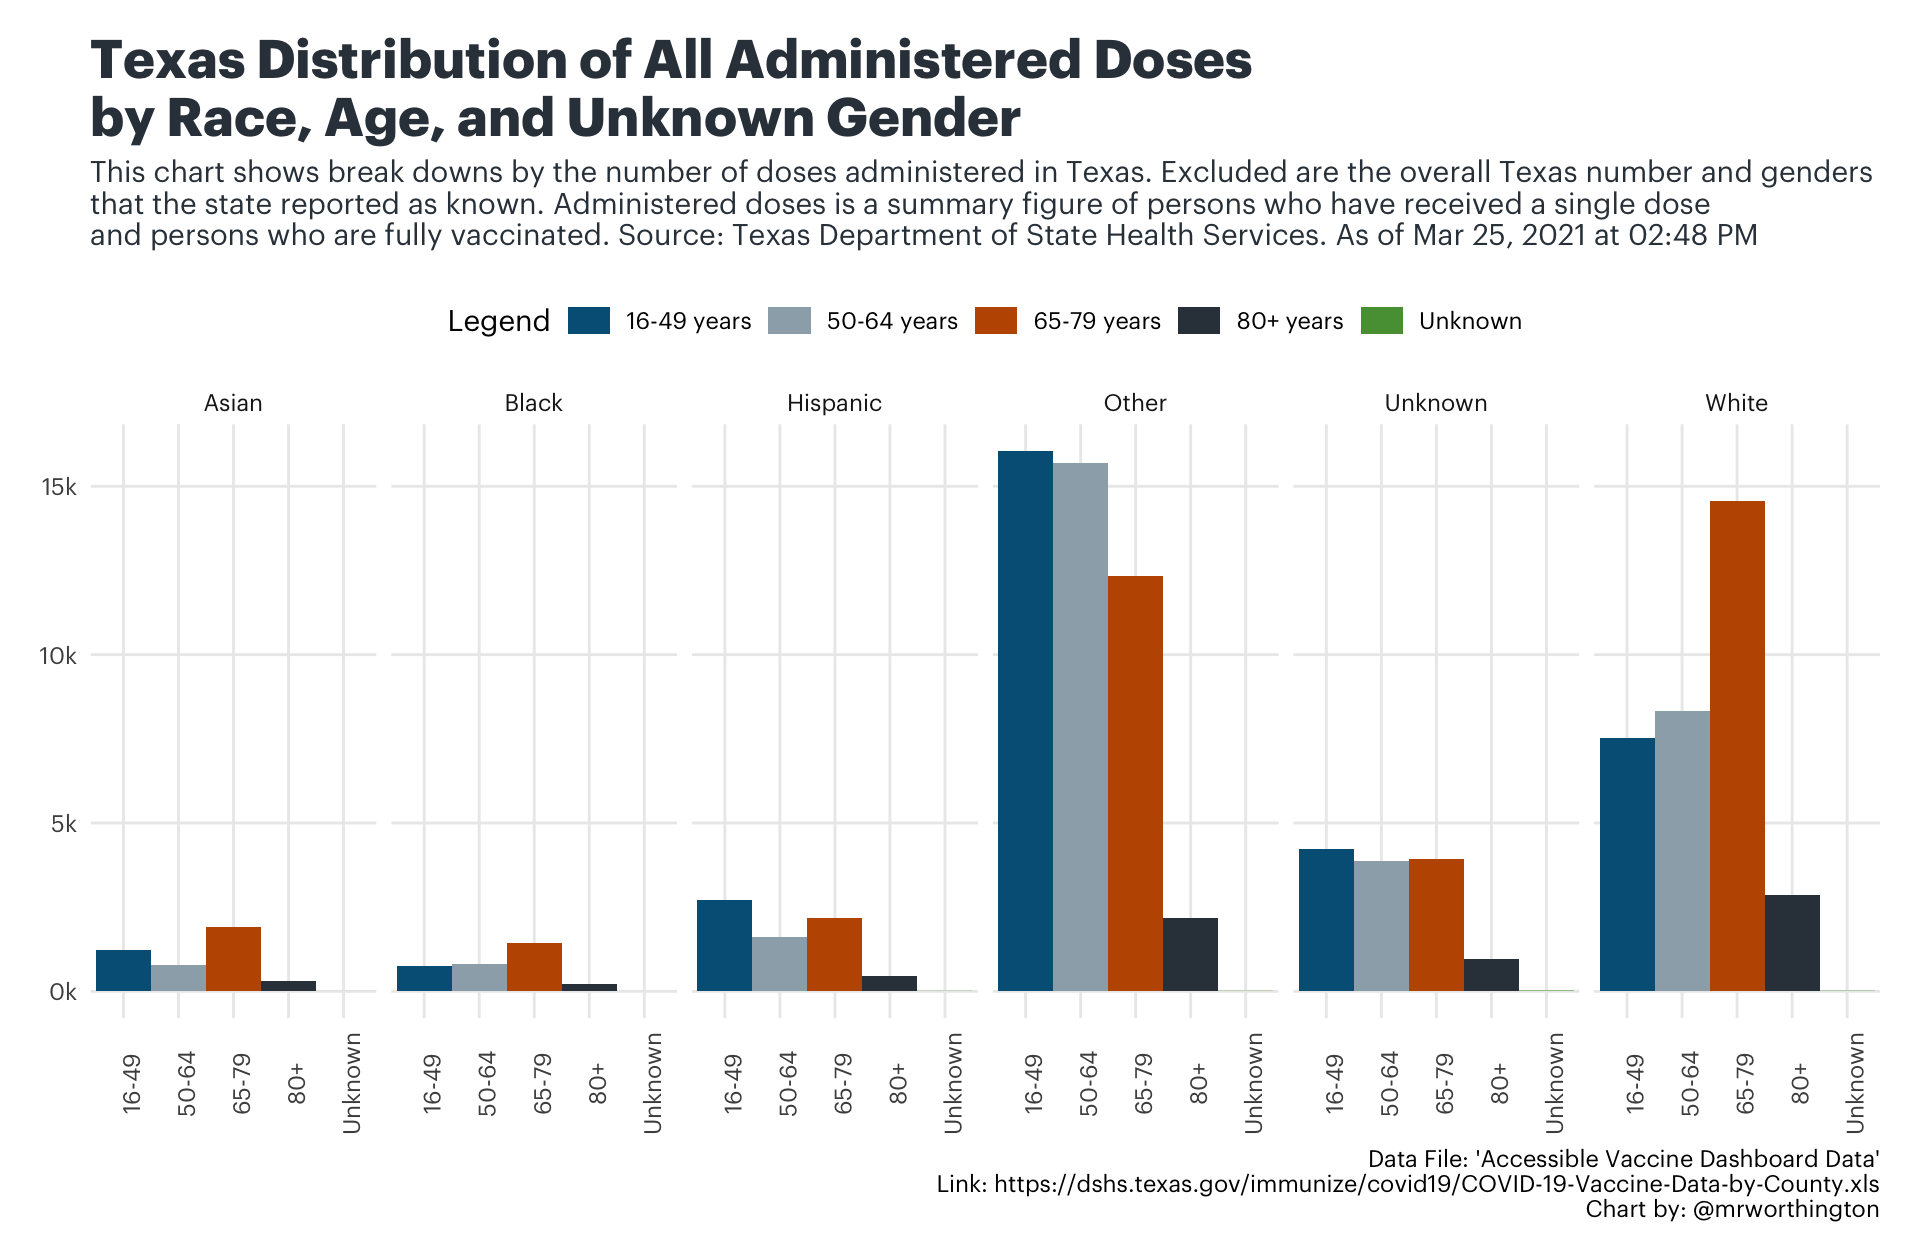 Texas Distribution of All Administered Doses
by Race, Age, and Unknown Gender
This chart shows break downs by the number of doses administered in Texas. Excluded are the overall Texas number and genders
that the state reported as known. Administered doses is a summary figure of persons who have received a single dose
and persons who are fully vaccinated. Source: Texas Department of State Health Services. As of Mar 25, 2021 at 02:48 PM
Legend 16-49 years 50-64 years 65-79 years 80+ years Unknown
Asian Black Hispanic Other Unknown White
15k
10k
5k
0k
16-49 50-64 65-79 80+ Unknown 16-49 50-64 65-79 80+ Unknown 16-49 50-64 65-79 80+ Unknown 16-49 50-64 65-79 80+ Unknown 16-49 50-64 65-79 80+ Unknown 16-49 50-64 65-79 80+ Unknown
Data File: 'Accessible Vaccine Dashboard Data'
Link: https://dshs.texas.gov/immunize/covid19/COVID-19-Vaccine-Data-by-County.xls
Chart by: @mrworthington